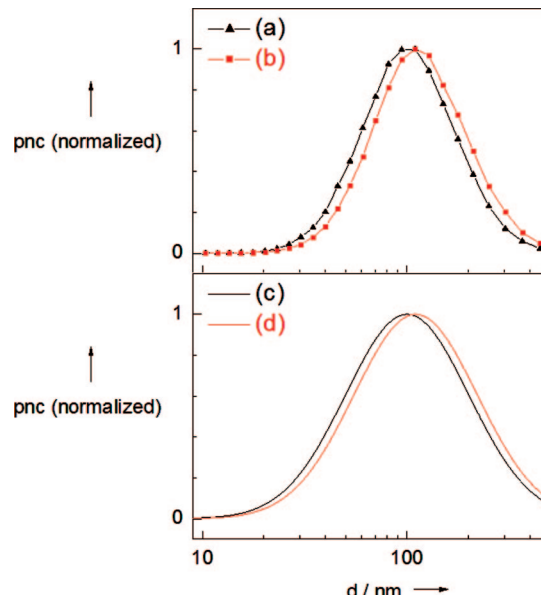 (a)
(b)
1
pnc (normalized)
0
(c)
(d)
1
pnc (normalized)
0
10 100
d / nm